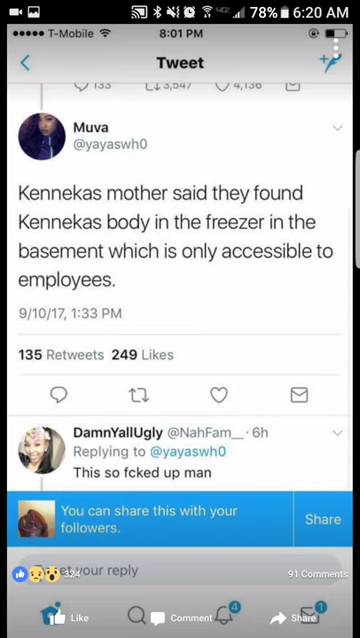 4G
78% 6:20 AM
T-Mobile 8:01 PM
Tweet
133 3,547 4,136
Muva
@yayaswh0
Kennekas mother said they found
Kennekas body in the freezer in the
basement which is only accessible to
employees.
9/10/17, 1:33 PM
135 Retweets 249 Likes
DamnYallUgly @NahFam__ · 6h
Replying to @yayaswh0
This so fcked up man
You can share this with your
followers.
Share
your reply
324 91 Comments
4 1
Like Comment Share